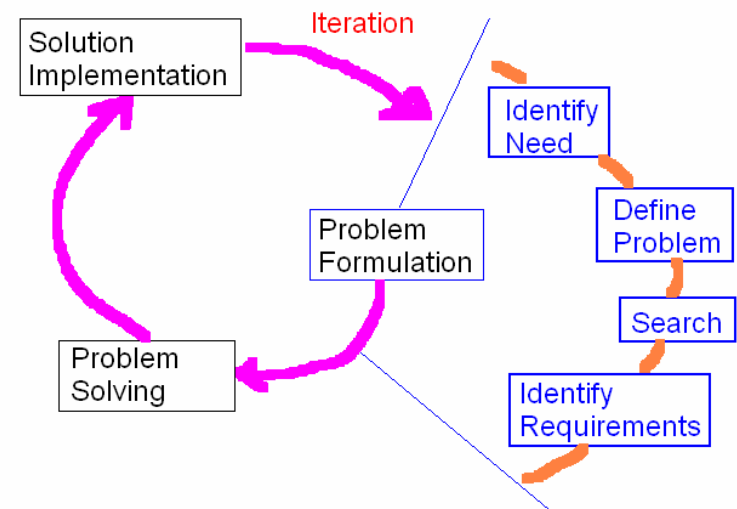 Iteration
Solution
Implementation
Identify
Need
Define
Problem
Problem
Formulation
Search
Problem
Solving
Identify
Requirements